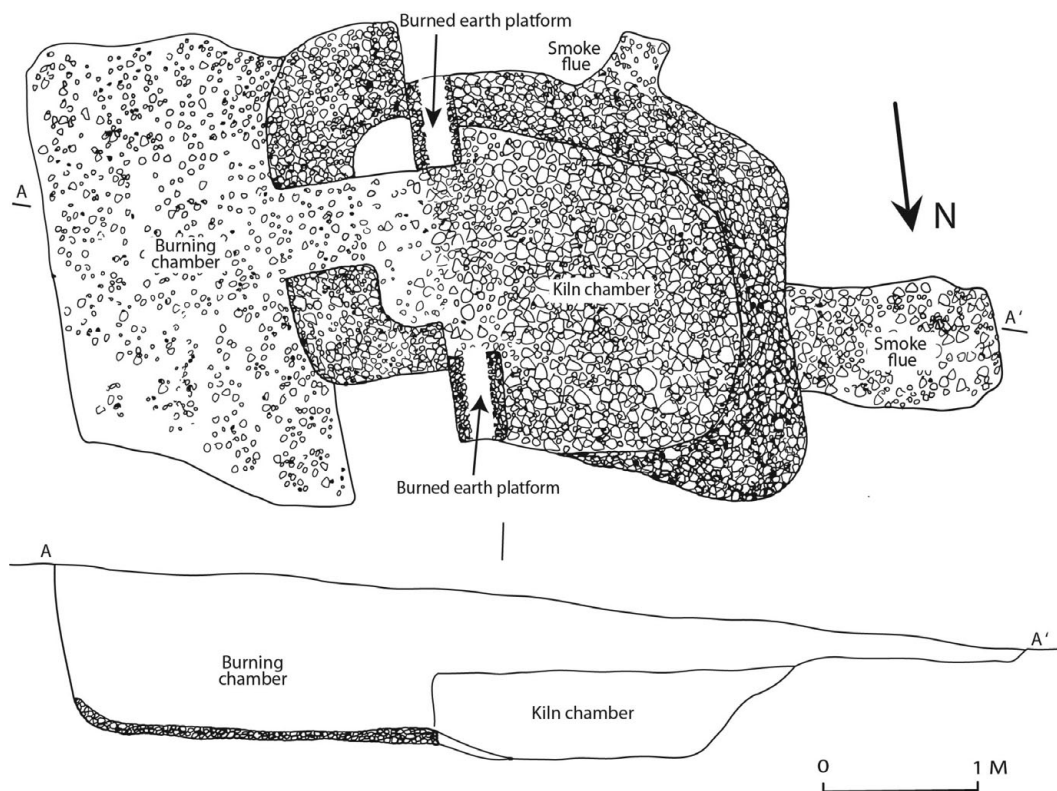 Burned earth platform
Smoke
flue
A
N
Burning
chamber
Kiln chamber
A'
Smoke
flue
Burned earth platform
A
A'
Burning
chamber
Kiln chamber
0 1 M